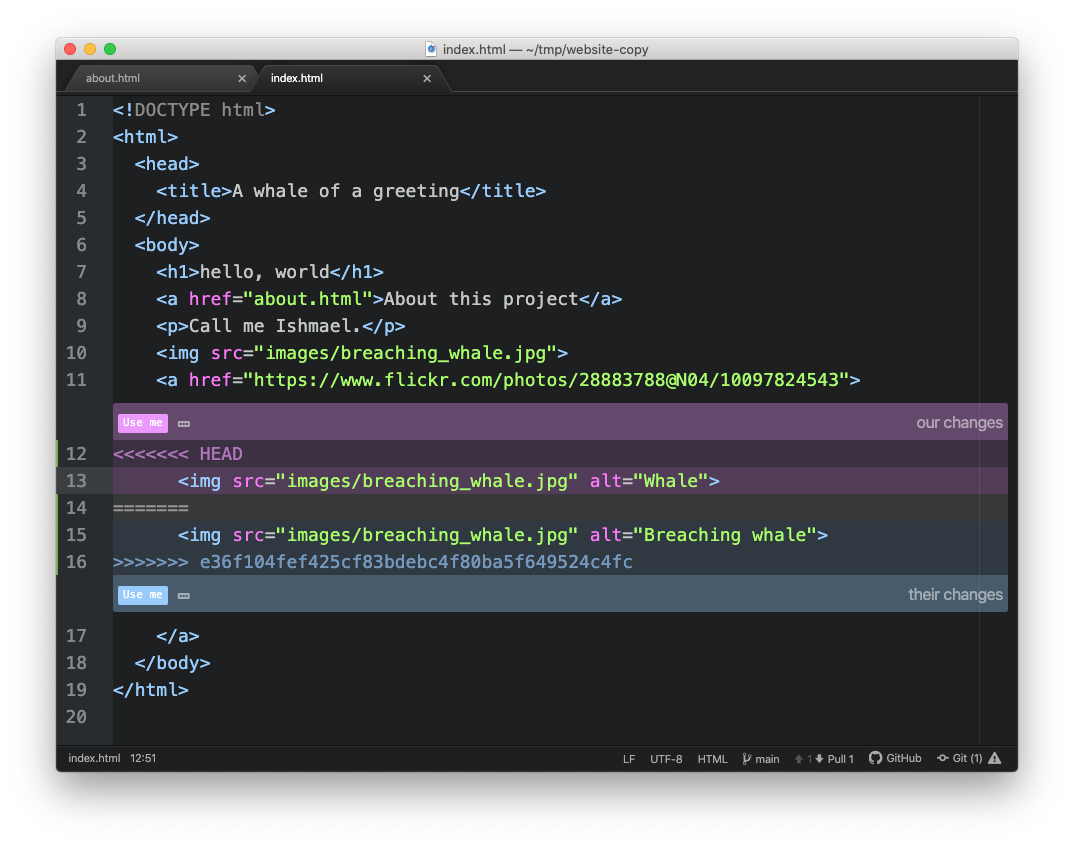 index.html — ~/tmp/website-copy
about.html × index.html ×
1 <!DOCTYPE html>
2 <html>
3   <head>
4     <title>A whale of a greeting</title>
5   </head>
6   <body>
7     <h1>hello, world</h1>
8     <a href="about.html">About this project</a>
9     <p>Call me Ishmael.</p>
10     <img src="images/breaching_whale.jpg">
11     <a href="https://www.flickr.com/photos/28883788@N04/10097824543">
Use me our changes
12 <<<<<<< HEAD
13       <img src="images/breaching_whale.jpg" alt="Whale">
14 =======
15       <img src="images/breaching_whale.jpg" alt="Breaching whale">
16 >>>>>>> e36f104fef425cf83bdebc4f80ba5f649524c4fc
Use me their changes
17     </a>
18   </body>
19 </html>
20
index.html 12:51 LF UTF-8 HTML main 1 Pull 1 GitHub Git (1)